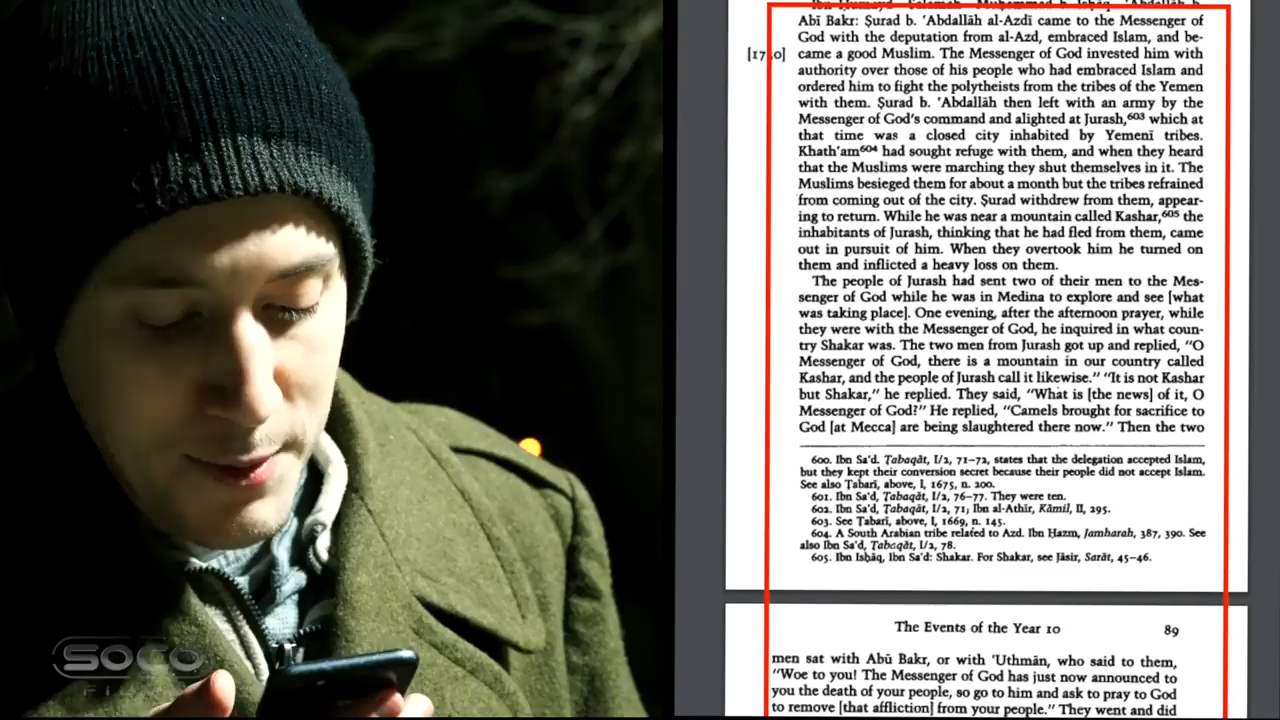 Abī Bakr: Ṣurad b. 'Abdallāh al-Azdī came to the Messenger of
God with the deputation from al-Azd, embraced Islam, and be-
came a good Muslim. The Messenger of God invested him with
authority over those of his people who had embraced Islam and
ordered him to fight the polytheists from the tribes of the Yemen
with them. Ṣurad b. 'Abdallāh then left with an army by the
Messenger of God's command and alighted at Jurash,⁶⁰³ which at
that time was a closed city inhabited by Yemenī tribes.
Khath'am⁶⁰⁴ had sought refuge with them, and when they heard
that the Muslims were marching they shut themselves in it. The
Muslims besieged them for about a month but the tribes refrained
from coming out of the city. Ṣurad withdrew from them, appear-
ing to return. While he was near a mountain called Kashar,⁶⁰⁵ the
inhabitants of Jurash, thinking that he had fled from them, came
out in pursuit of him. When they overtook him he turned on
them and inflicted a heavy loss on them.
The people of Jurash had sent two of their men to the Mes-
senger of God while he was in Medina to explore and see [what
was taking place]. One evening, after the afternoon prayer, while
they were with the Messenger of God, he inquired in what coun-
try Shakar was. The two men from Jurash got up and replied, "O
Messenger of God, there is a mountain in our country called
Kashar, and the people of Jurash call it likewise." "It is not Kashar
but Shakar," he replied. They said, "What is [the news] of it, O
Messenger of God?" He replied, "Camels brought for sacrifice to
God [at Mecca] are being slaughtered there now." Then the two
600. Ibn Sa'd. Ṭabaqāt, I/2, 71–72, states that the delegation accepted Islam,
but they kept their conversion secret because their people did not accept Islam.
See also Ṭabarī, above, I, 1675, n. 200.
601. Ibn Sa'd, Ṭabaqāt, I/2, 76–77. They were ten.
602. Ibn Sa'd, Ṭabaqāt, I/2, 71; Ibn al-Athīr, Kāmil, II, 295.
603. See Ṭabarī, above, I, 1669, n. 145.
604. A South Arabian tribe related to Azd. Ibn Ḥazm, Jamharah, 387, 390. See
also Ibn Sa'd, Ṭabaqāt, I/2, 78.
605. Ibn Isḥāq, Ibn Sa'd: Shakar. For Shakar, see Jāsir, Sarāt, 45–46.
The Events of the Year 10 89
men sat with Abū Bakr, or with 'Uthmān, who said to them,
"Woe to you! The Messenger of God has just now announced to
you the death of your people, so go to him and ask to pray to God
to remove [that affliction] from your people." They went and did
SOCO